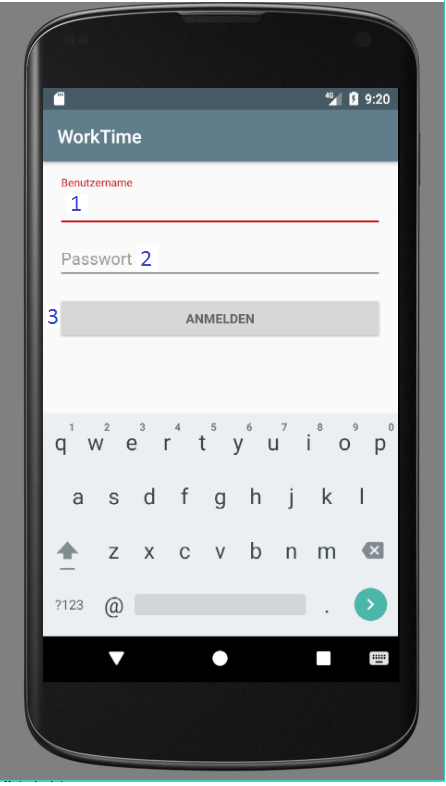 4G 9:20
WorkTime
Benutzername
1
Passwort 2
3 ANMELDEN
1 2 3 4 5 6 7 8 9 0
q w e r t y u i o p
a s d f g h j k l
z x c v b n m
?123 @ .